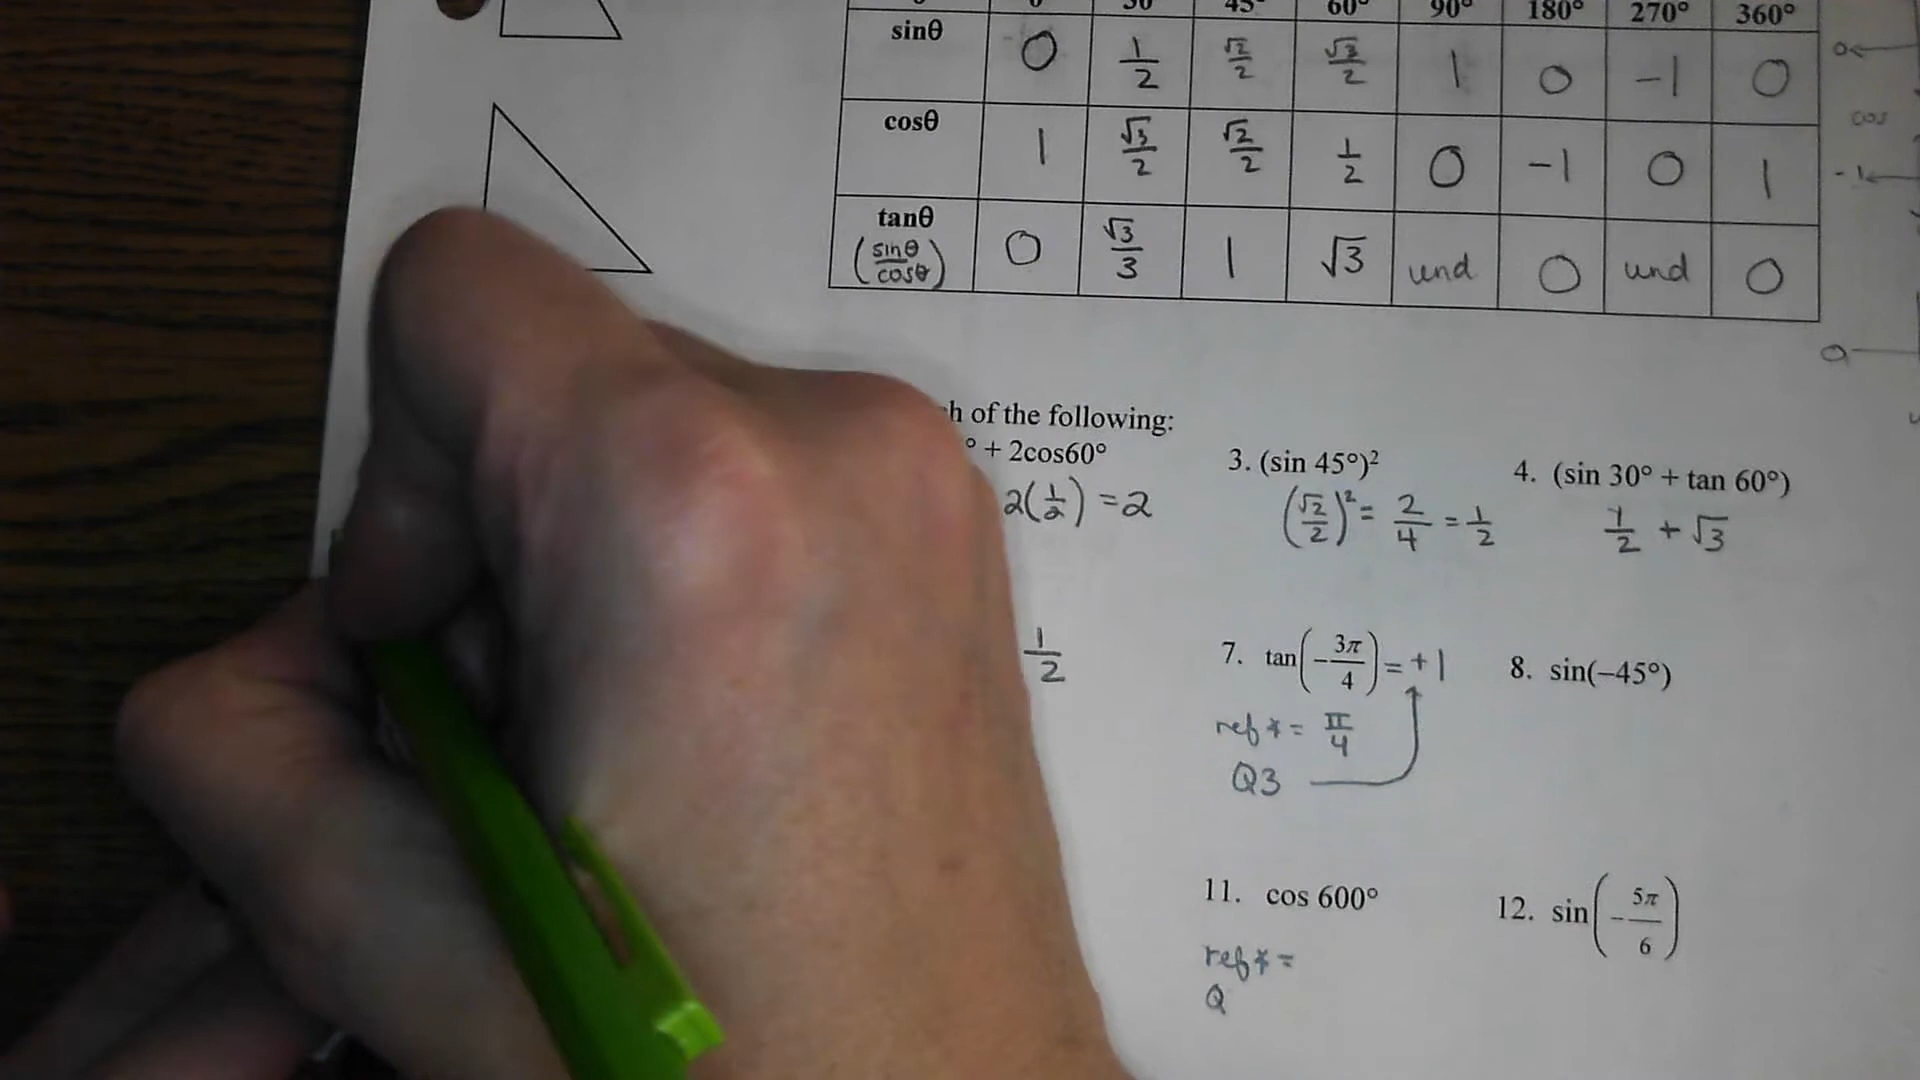 45° 60° 90° 180° 270° 360°
sinθ 0 1/2 √2/2 √3/2 1 0 -1 0
cosθ 1 √3/2 √2/2 1/2 0 -1 0 1
tanθ (sinθ/cosθ) 0 √3/3 1 √3 und 0 und 0
0
cos
-1
0
of the following:
° + 2cos60°
2(1/2) = 2
3. (sin 45°)²
(√2/2)² = 2/4 = 1/2
4. (sin 30° + tan 60°)
1/2 + √3
1/2
7. tan(-3π/4) = +1
ref ∡ = π/4
Q3
8. sin(–45°)
11. cos 600°
ref ∡ =
Q
12. sin(-5π/6)